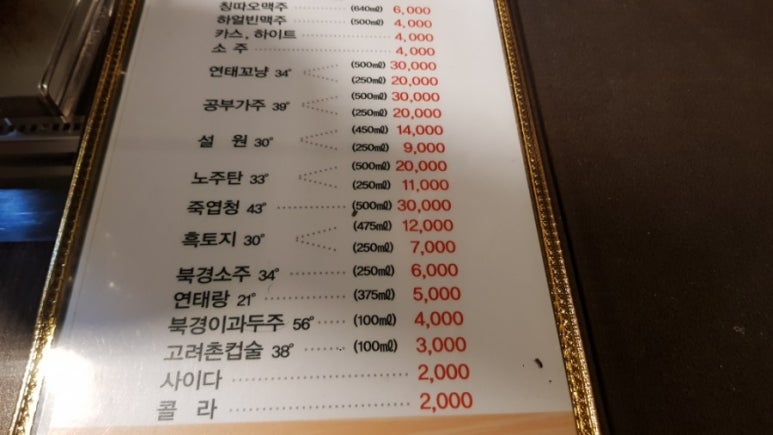 칭따오맥주 (640㎖) 6,000
하얼빈맥주 (500㎖) 4,000
카스, 하이트 4,000
소 주 4,000
연태꼬냥 34° (500㎖) 30,000
(250㎖) 20,000
공부가주 39° (500㎖) 30,000
(250㎖) 20,000
설 원 30° (450㎖) 14,000
(250㎖) 9,000
노주탄 33° (500㎖) 20,000
(250㎖) 11,000
죽엽청 43° (500㎖) 30,000
흑토지 30° (475㎖) 12,000
(250㎖) 7,000
북경소주 34° (250㎖) 6,000
연태랑 21° (375㎖) 5,000
북경이과두주 56° (100㎖) 4,000
고려촌컵술 38° (100㎖) 3,000
사이다 2,000
콜 라 2,000